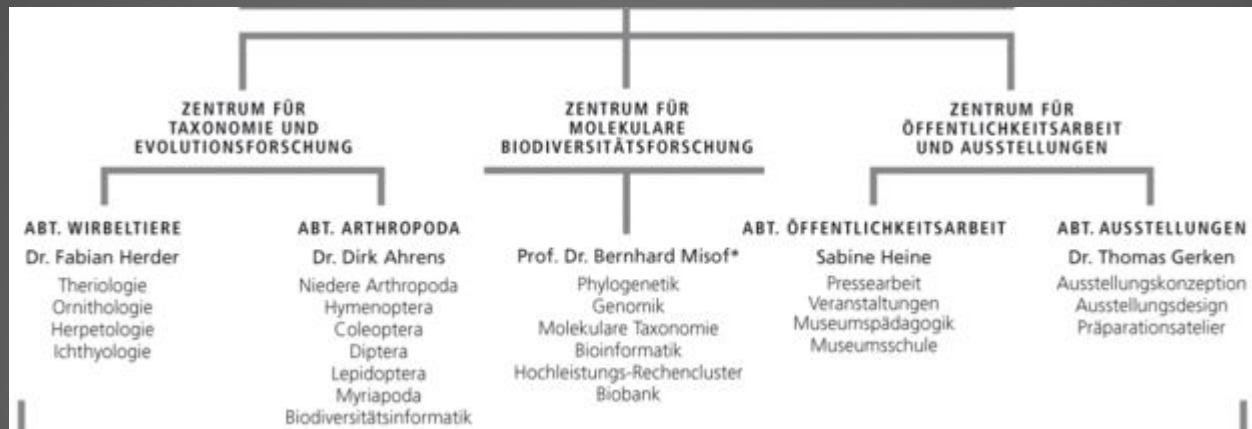 ZENTRUM FÜR
TAXONOMIE UND
EVOLUTIONSFORSCHUNG
ZENTRUM FÜR
MOLEKULARE
BIODIVERSITÄTSFORSCHUNG
ZENTRUM FÜR
ÖFFENTLICHKEITSARBEIT
UND AUSSTELLUNGEN
ABT. WIRBELTIERE
Dr. Fabian Herder
Theriologie
Ornithologie
Herpetologie
Ichthyologie
ABT. ARTHROPODA
Dr. Dirk Ahrens
Niedere Arthropoda
Hymenoptera
Coleoptera
Diptera
Lepidoptera
Myriapoda
Biodiversitätsinformatik
Prof. Dr. Bernhard Misof*
Phylogenetik
Genomik
Molekulare Taxonomie
Bioinformatik
Hochleistungs-Rechencluster
Biobank
ABT. ÖFFENTLICHKEITSARBEIT
Sabine Heine
Pressearbeit
Veranstaltungen
Museumspädagogik
Museumsschule
ABT. AUSSTELLUNGEN
Dr. Thomas Gerken
Ausstellungskonzeption
Ausstellungsdesign
Präparationsatelier